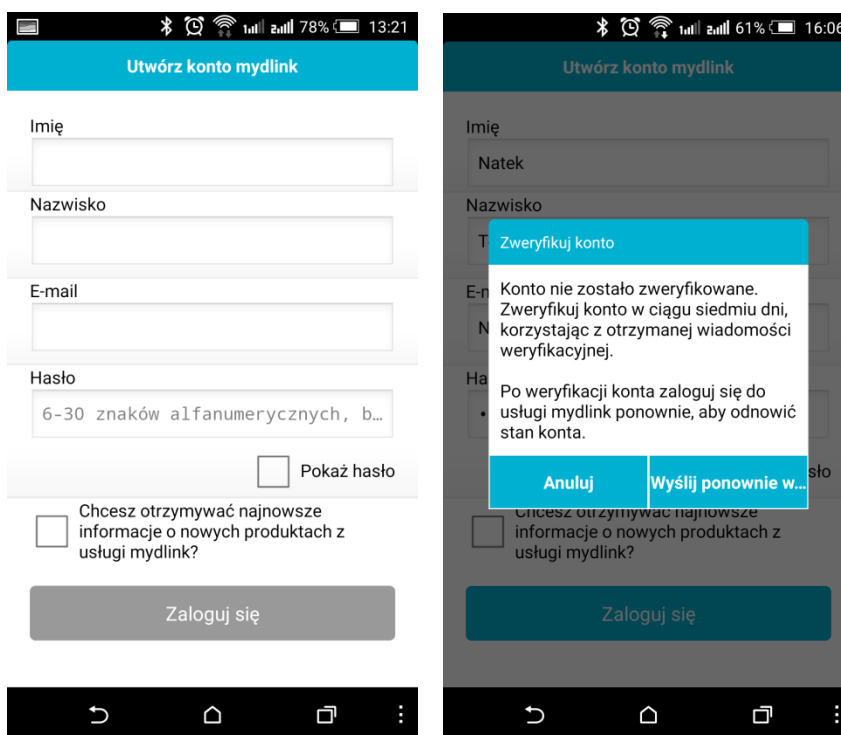 78% 13:21
Utwórz konto mydlink
Imię
Nazwisko
E-mail
Hasło
6-30 znaków alfanumerycznych, b…
Pokaż hasło
Chcesz otrzymywać najnowsze
informacje o nowych produktach z
usługi mydlink?
Zaloguj się
61% 16:06
Utwórz konto mydlink
Imię
Natek
Nazwisko
T
Zweryfikuj konto
E-n
Konto nie zostało zweryfikowane.
Zweryfikuj konto w ciągu siedmiu dni,
N korzystając z otrzymanej wiadomości
weryfikacyjnej.
Ha
Po weryfikacji konta zaloguj się do
usługi mydlink ponownie, aby odnowić
stan konta.
Anuluj Wyślij ponownie w...
sło
Chcesz otrzymywać najnowsze
informacje o nowych produktach z
usługi mydlink?
Zaloguj się